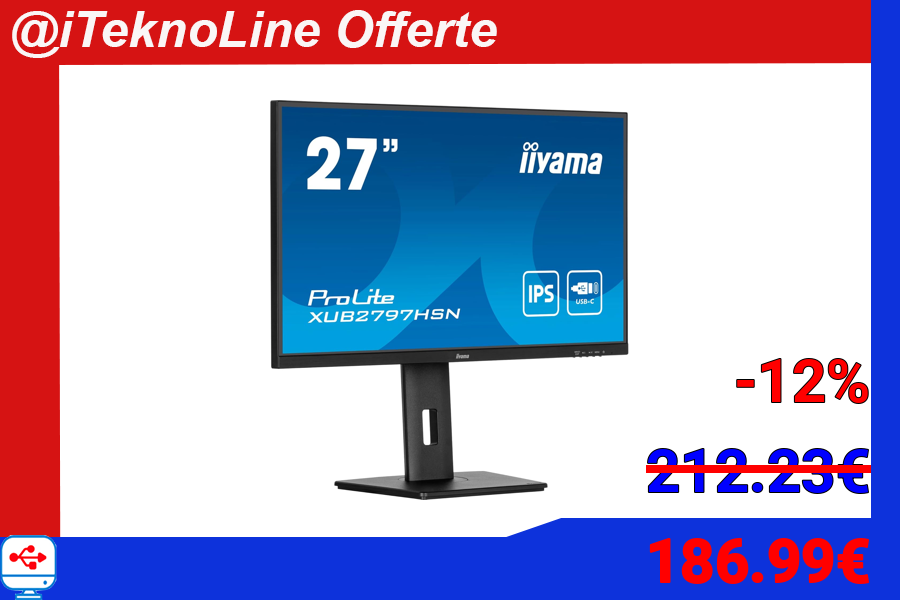 @iTeknoLine Offerte
27”
iiyama
ProLite
XUB2797HSN
IPS
USB-C
iiyama
-12%
212.23€
186.99€